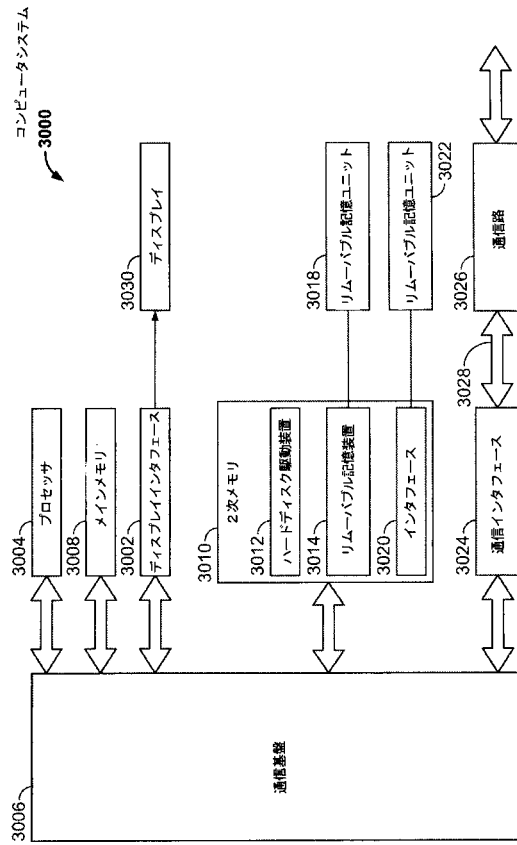 コンピュータシステム
3000
3006
通信基盤
3004
プロセッサ
3008
メインメモリ
3002
ディスプレイインタフェース
3030
ディスプレイ
3010
2次メモリ
3012
ハードディスク駆動装置
3014
リムーバブル記憶装置
3020
インタフェース
3018
リムーバブル記憶ユニット
リムーバブル記憶ユニット
3022
3024
通信インタフェース
3028
3026
通信路